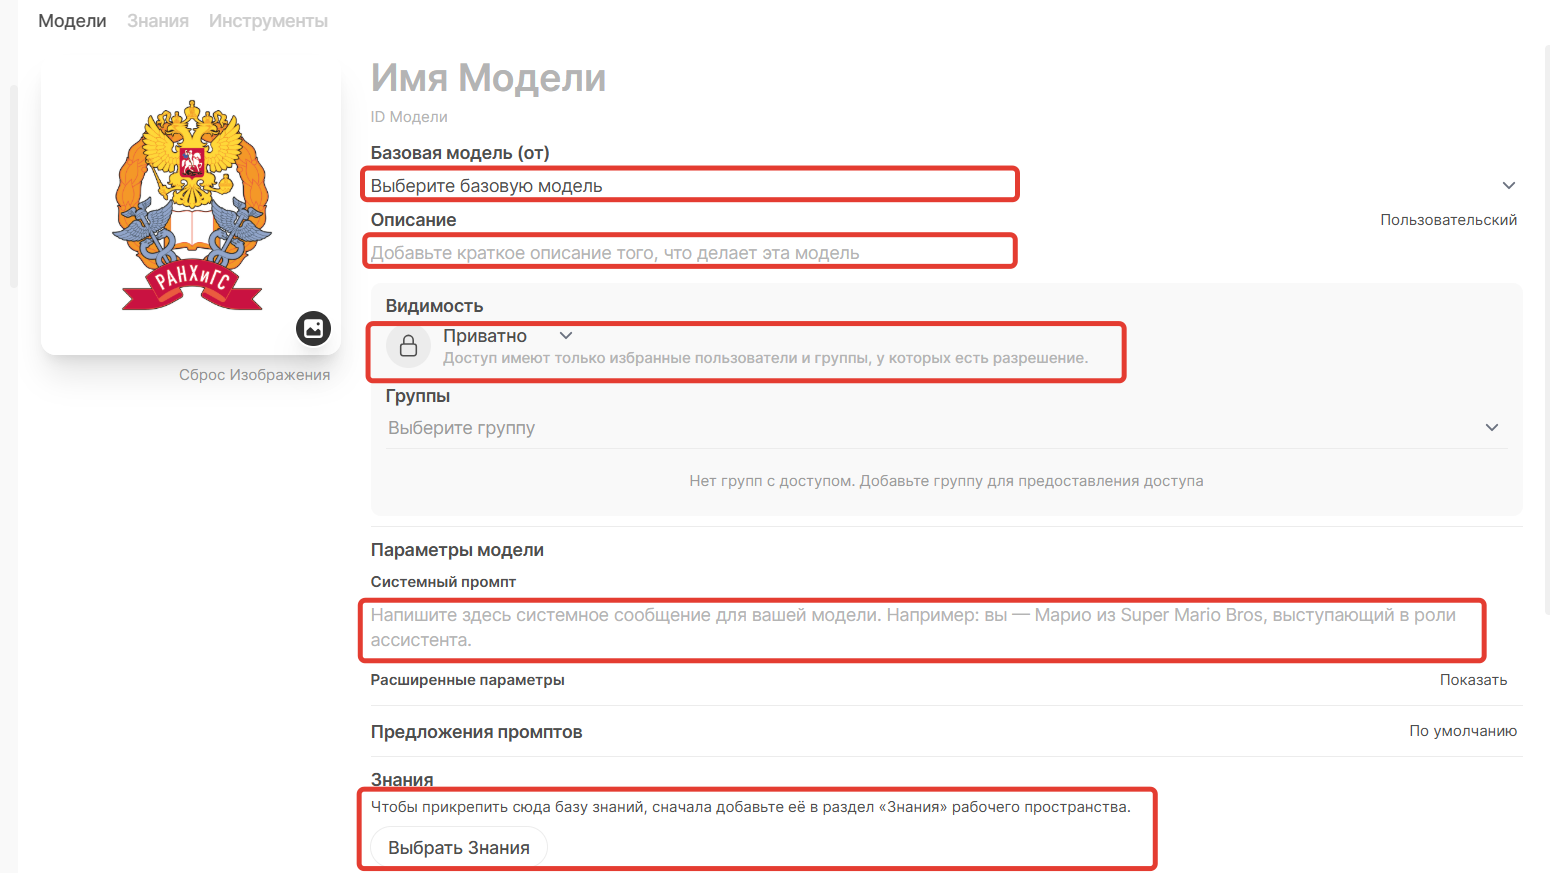 Модели Знания Инструменты
Имя Модели
ID Модели
Базовая модель (от)
Выберите базовую модель
Описание Пользовательский
Добавьте краткое описание того, что делает эта модель
РАНХиГС
Сброс Изображения
Видимость
Приватно
Доступ имеют только избранные пользователи и группы, у которых есть разрешение.
Группы
Выберите группу
Нет групп с доступом. Добавьте группу для предоставления доступа
Параметры модели
Системный промпт
Напишите здесь системное сообщение для вашей модели. Например: вы — Марио из Super Mario Bros, выступающий в роли
ассистента.
Расширенные параметры Показать
Предложения промптов По умолчанию
Знания
Чтобы прикрепить сюда базу знаний, сначала добавьте её в раздел «Знания» рабочего пространства.
Выбрать Знания